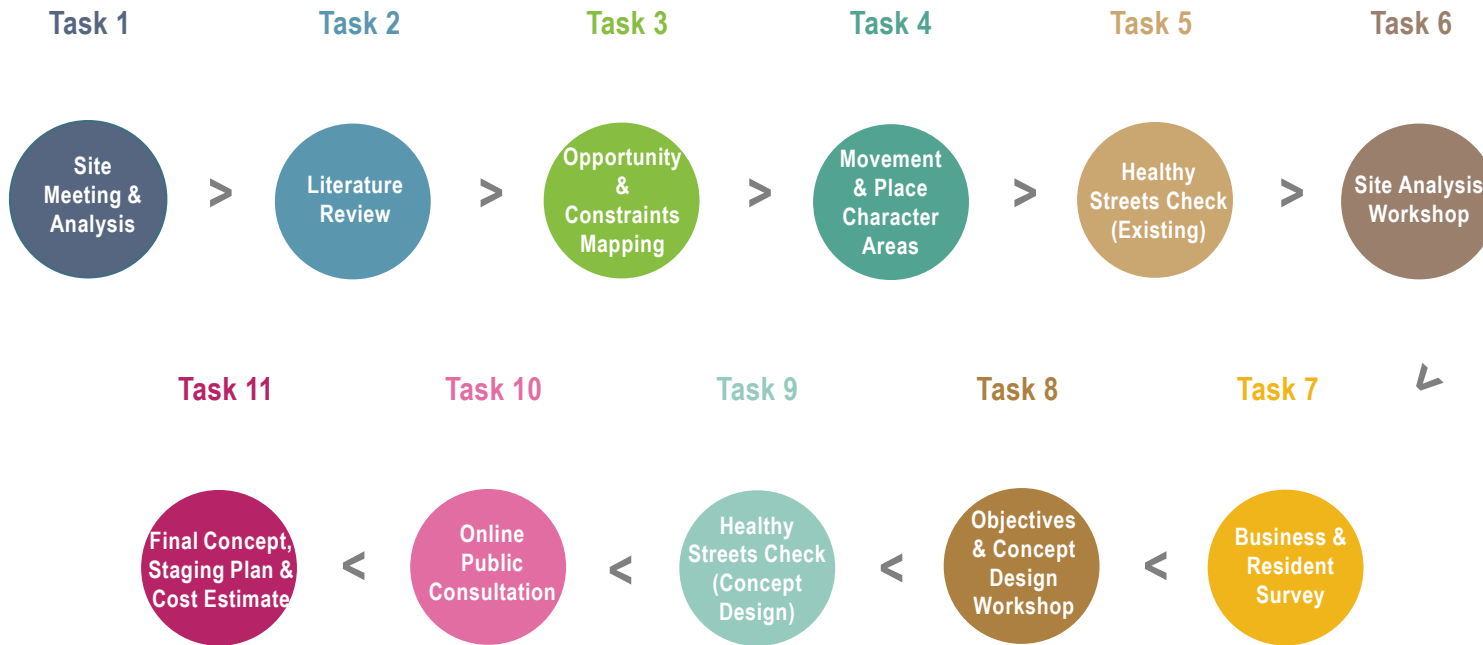 Task 1
Task 2
Task 3
Task 4
Task 5
Task 6
Site
Meeting &
Analysis
>
Literature
Review
>
Opportunity
&
Constraints
Mapping
>
Movement
& Place
Character
Areas
>
Healthy
Streets Check
(Existing)
>
Site Analysis
Workshop
>
Task 11
Task 10
Task 9
Task 8
Task 7
Final Concept,
Staging Plan &
Cost Estimate
<
Online
Public
Consultation
<
Healthy
Streets Check
(Concept
Design)
<
Objectives
& Concept
Design
Workshop
<
Business &
Resident
Survey